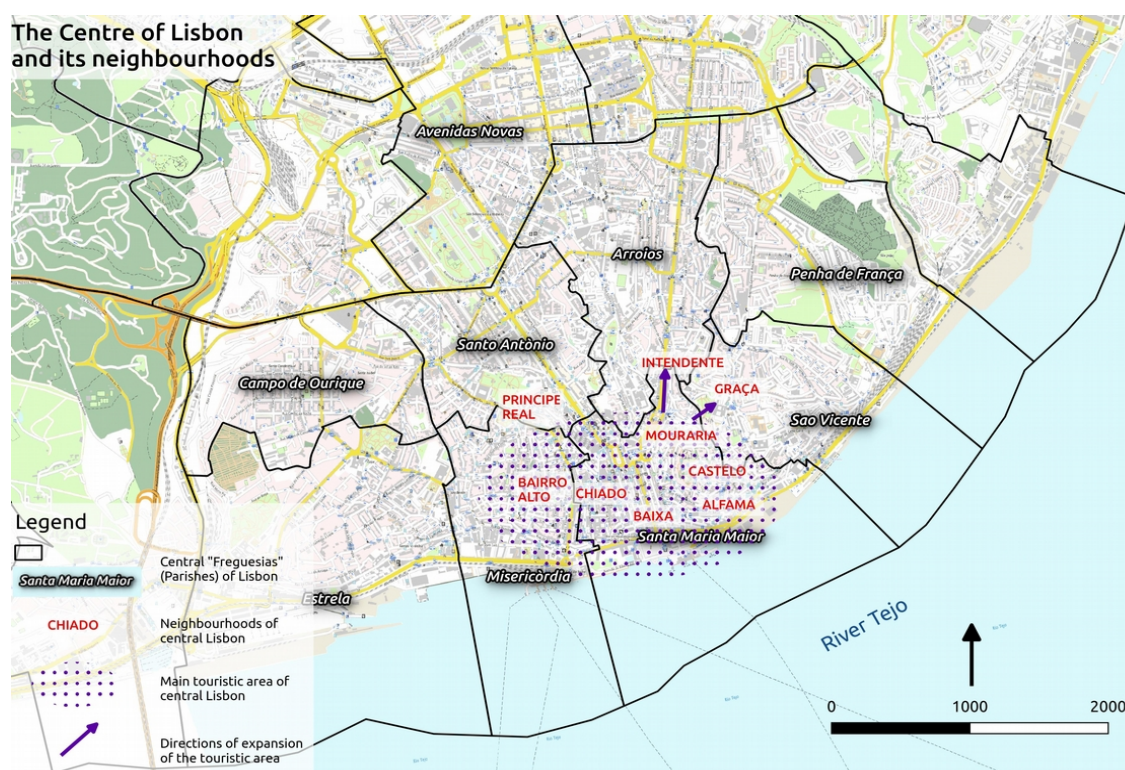 The Centre of Lisbon
and its neighbourhoods
Avenidas Novas
Arroios
Penha de França
Santo Antònio
Campo de Ourique
INTENDENTE
GRAÇA
PRINCIPE
REAL
Sao Vicente
MOURARIA
CASTELO
BAIRRO
ALTO
CHIADO
ALFAMA
BAIXA
Santa Maria Maior
Misericòrdia
Estrela
River Tejo
0
1000
2000
Legend
Santa Maria Maior
Central "Freguesias"
(Parishes) of Lisbon
CHIADO
Neighbourhoods of
central Lisbon
Main touristic area of
central Lisbon
Directions of expansion
of the touristic area